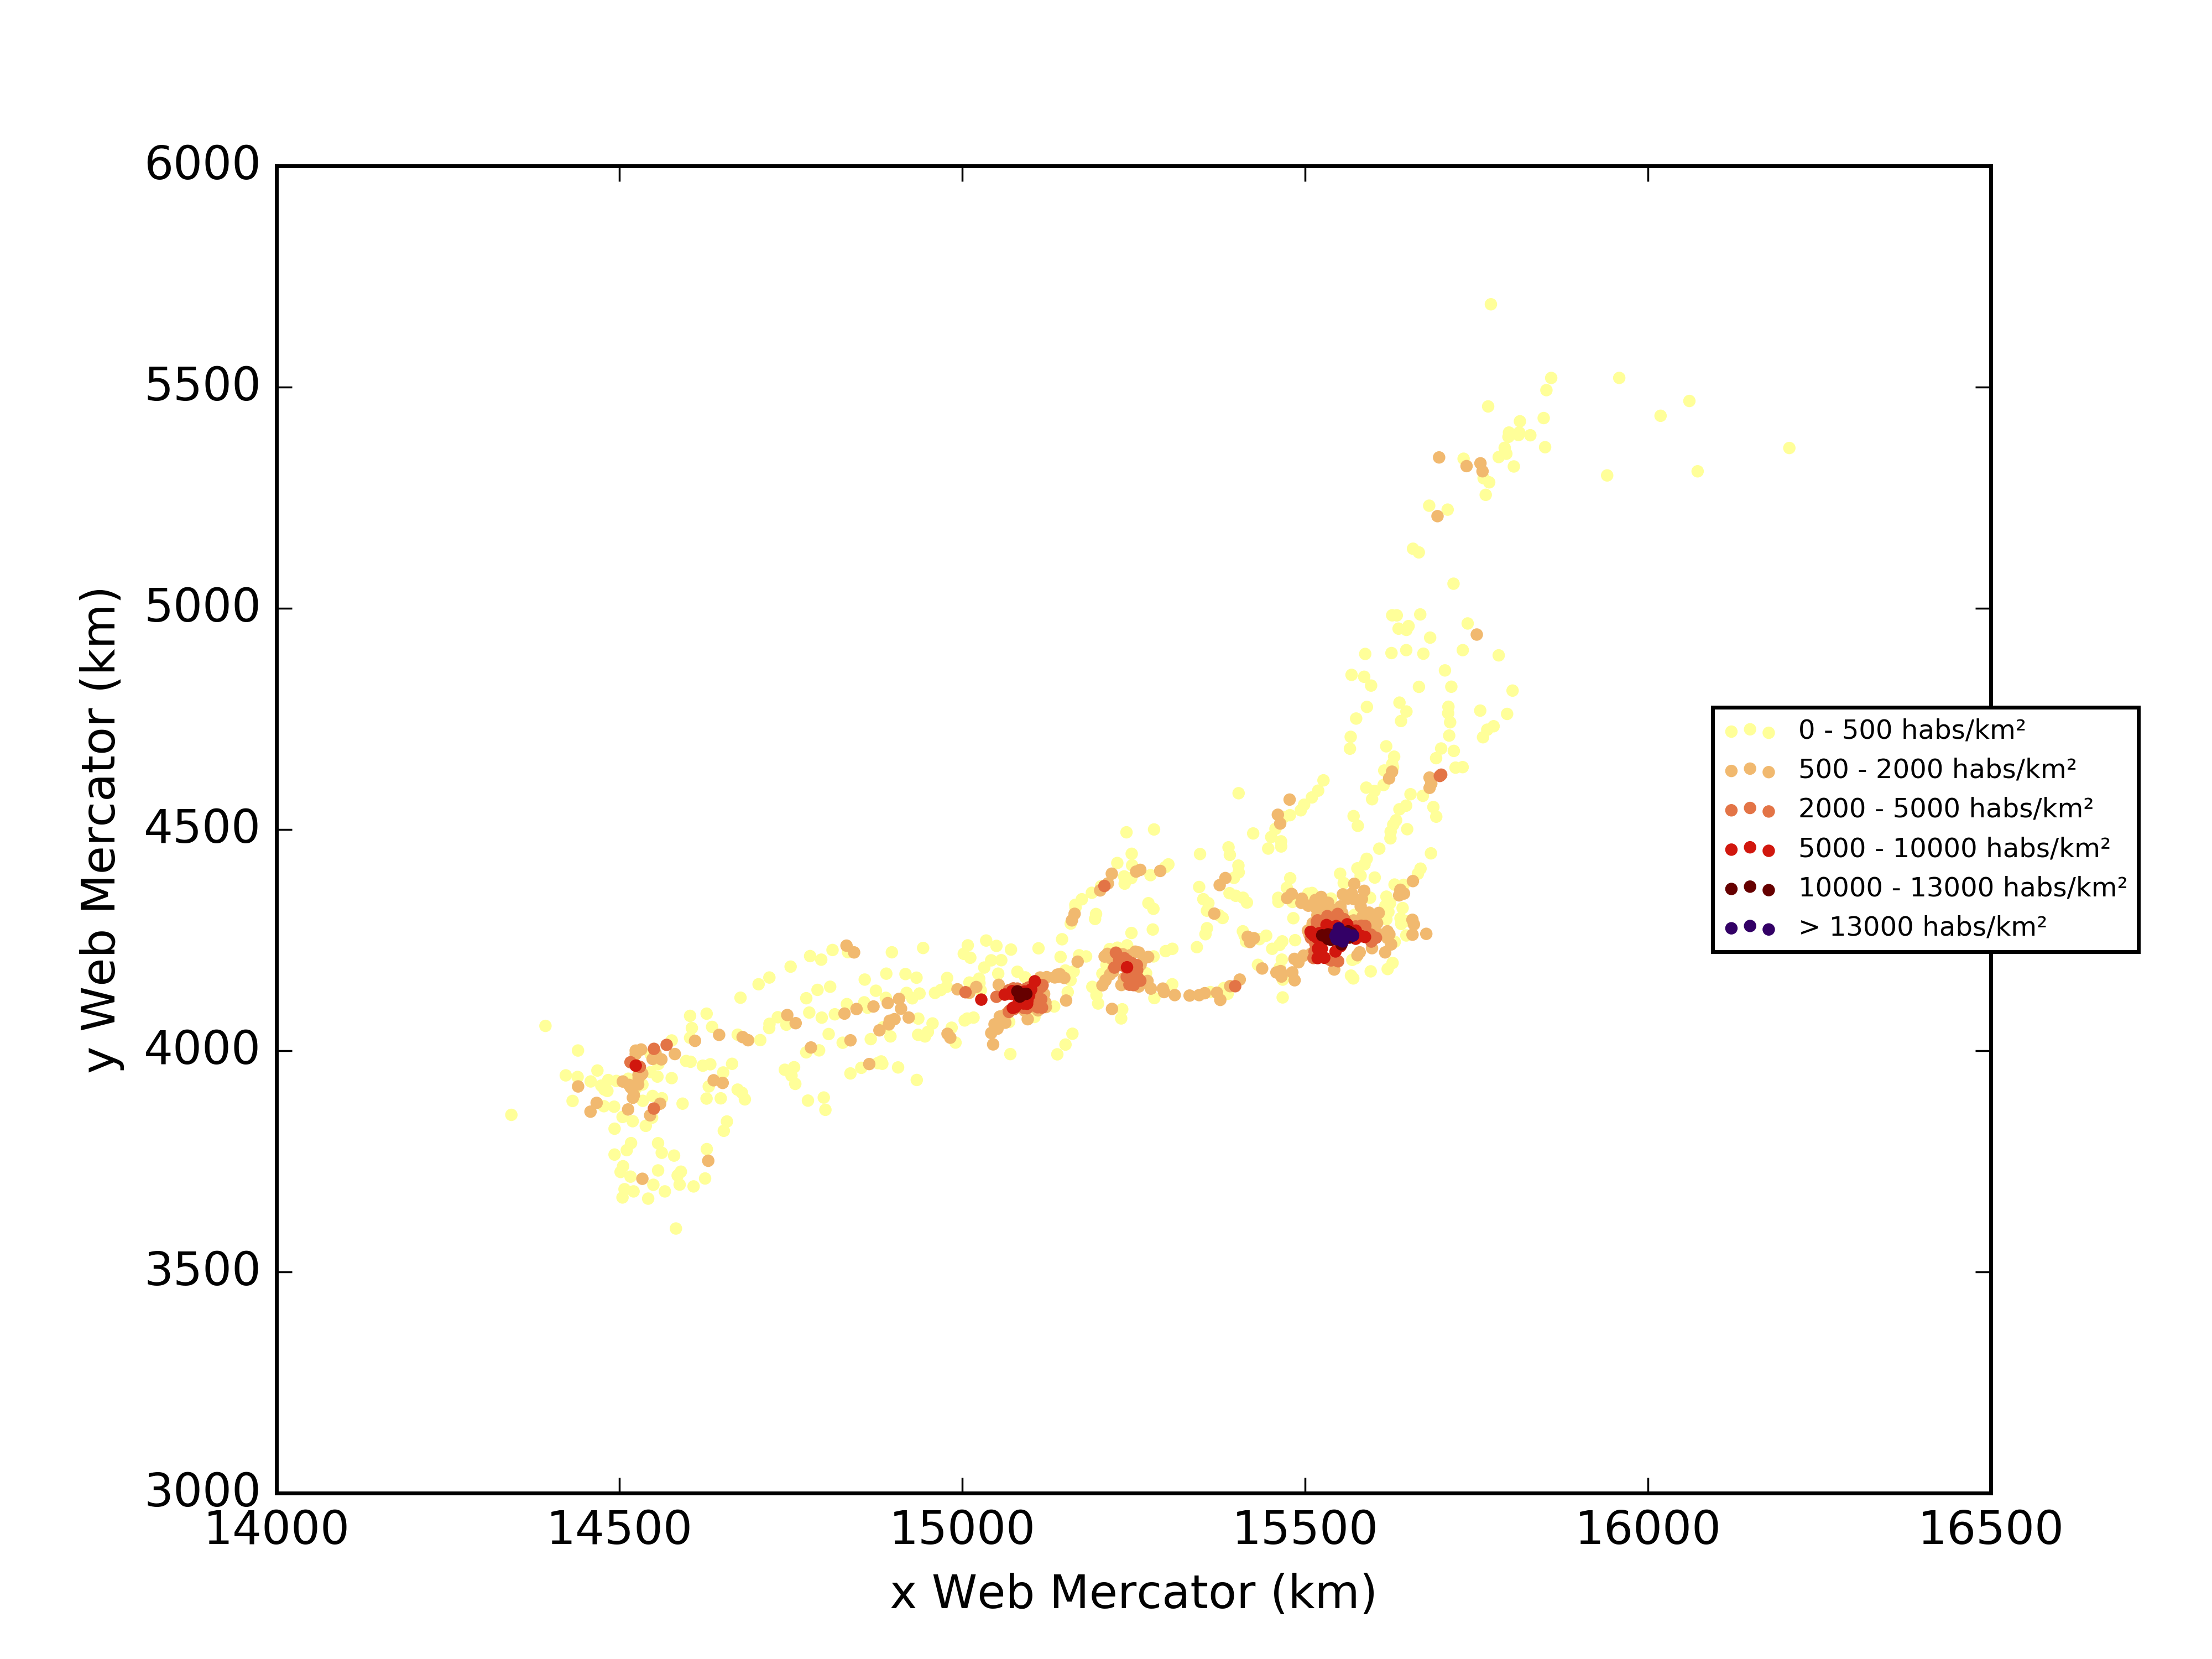 6000
5500
5000
4500
4000
3500
3000
y Web Mercator (km)
0 - 500 habs/km²
500 - 2000 habs/km²
2000 - 5000 habs/km²
5000 - 10000 habs/km²
10000 - 13000 habs/km²
> 13000 habs/km²
14000 14500 15000 15500 16000 16500
x Web Mercator (km)